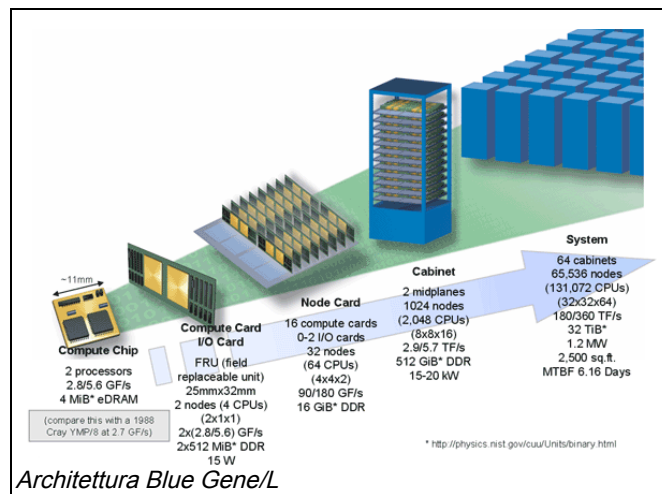 ~11mm
Compute Chip
2 processors
2.8/5.6 GF/s
4 MiB* eDRAM
(compare this with a 1988
Cray YMP/8 at 2.7 GF/s)
Compute Card
I/O Card
FRU (field
replaceable unit)
25mmx32mm
2 nodes (4 CPUs)
(2x1x1)
2x(2.8/5.6) GF/s
2x512 MiB* DDR
15 W
Node Card
16 compute cards
0-2 I/O cards
32 nodes
(64 CPUs)
(4x4x2)
90/180 GF/s
16 GiB* DDR
Cabinet
2 midplanes
1024 nodes
(2,048 CPUs)
(8x8x16)
2.9/5.7 TF/s
512 GiB* DDR
15-20 kW
System
64 cabinets
65,536 nodes
(131,072 CPUs)
(32x32x64)
180/360 TF/s
32 TiB*
1.2 MW
2,500 sq.ft.
MTBF 6.16 Days
* http://physics.nist.gov/cuu/Units/binary.html
Architettura Blue Gene/L